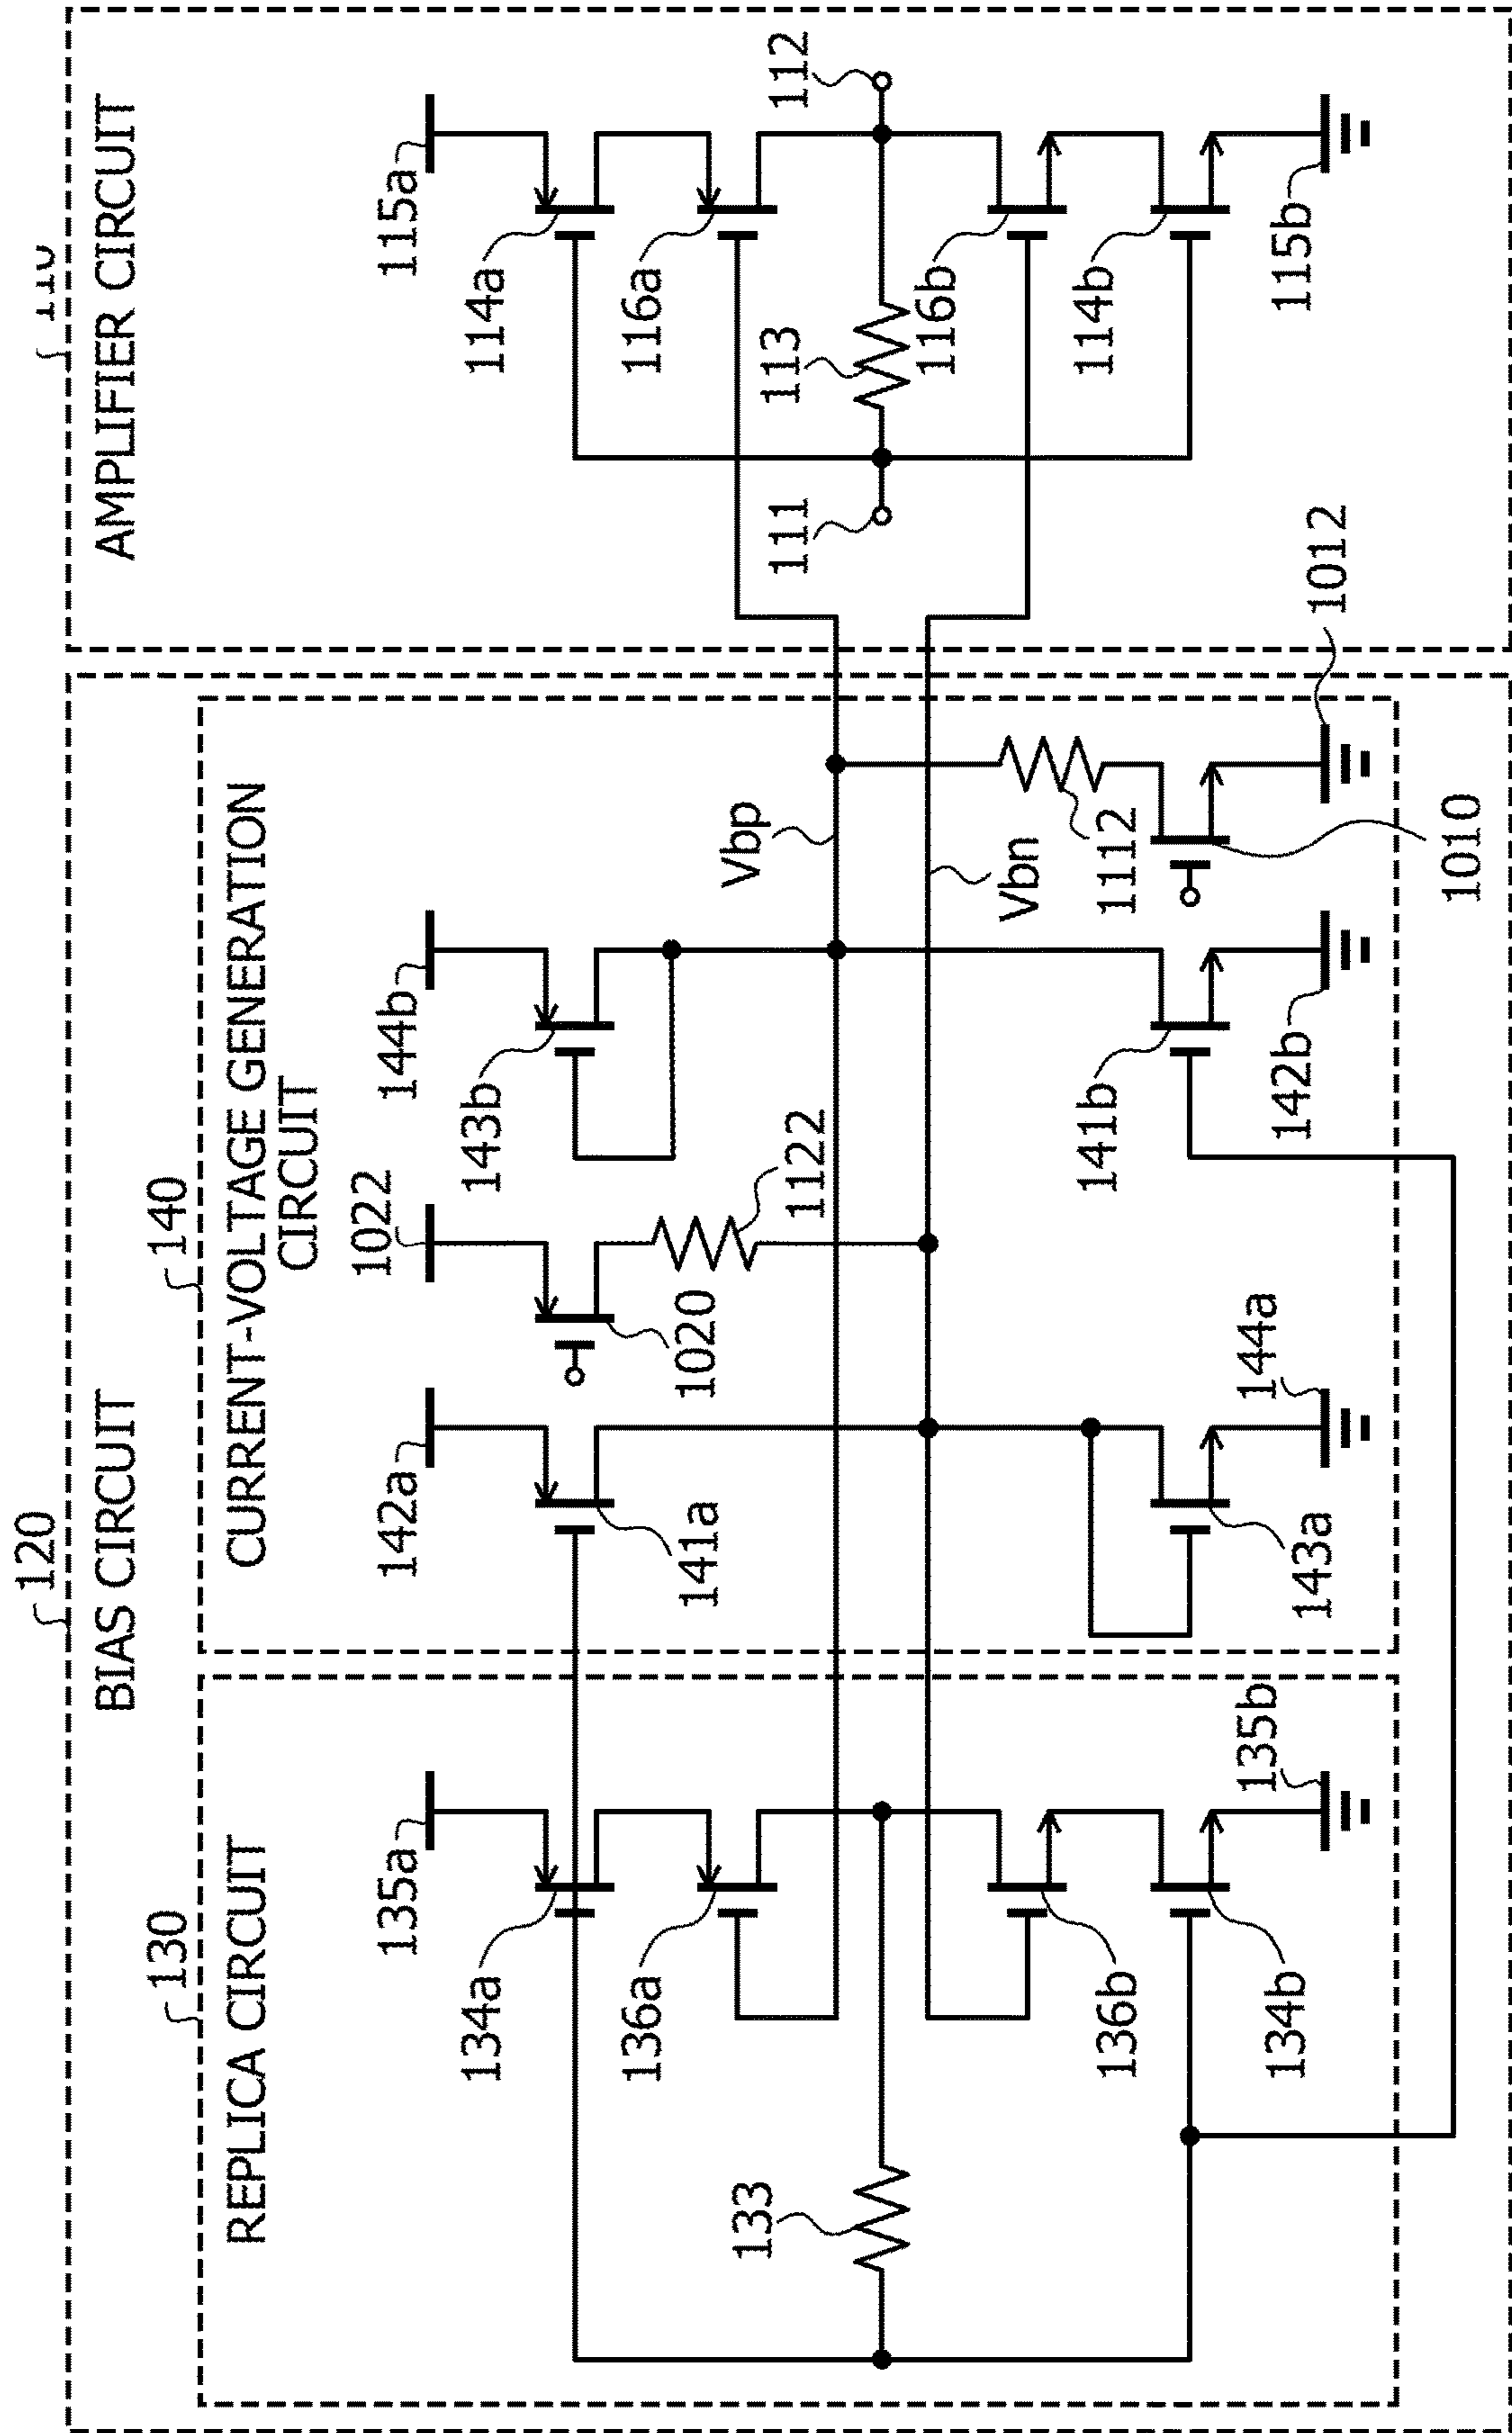 120
BIAS CIRCUIT
130
REPLICA CIRCUIT
135a
134a
136a
133
136b
134b
135b
140
CURRENT-VOLTAGE GENERATION
CIRCUIT
142a
141a
1022
1020
1122
144b
143b
Vbp
Vbn
143a
144a
141b
142b
1112
1010
1012
110
AMPLIFIER CIRCUIT
115a
114a
116a
111
113
112
116b
114b
115b